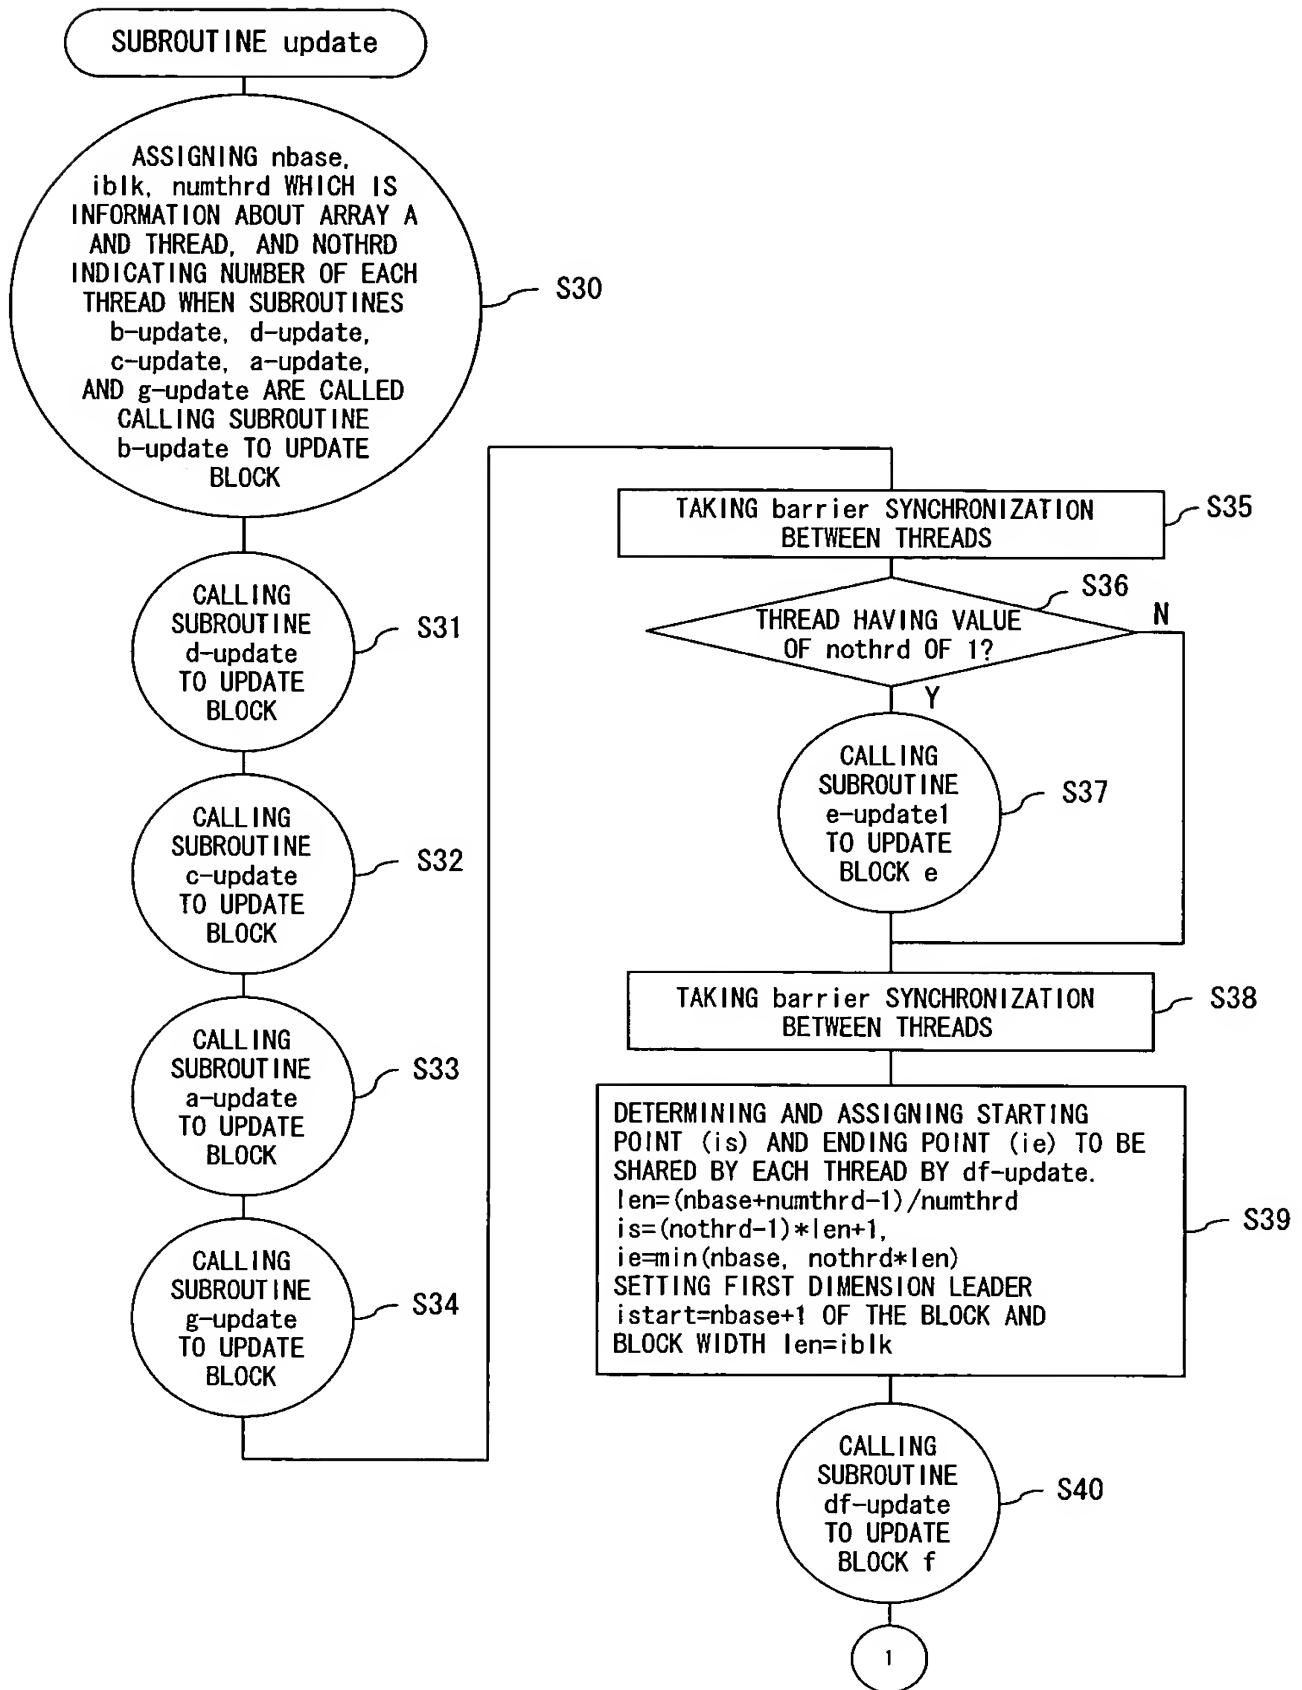 SUBROUTINE update
ASSIGNING nbase,
iblk, numthrd WHICH IS
INFORMATION ABOUT ARRAY A
AND THREAD, AND NOTHRD
INDICATING NUMBER OF EACH
THREAD WHEN SUBROUTINES
b-update, d-update,
c-update, a-update,
AND g-update ARE CALLED
CALLING SUBROUTINE
b-update TO UPDATE
BLOCK
S30
CALLING
SUBROUTINE
d-update
TO UPDATE
BLOCK
S31
CALLING
SUBROUTINE
c-update
TO UPDATE
BLOCK
S32
CALLING
SUBROUTINE
a-update
TO UPDATE
BLOCK
S33
CALLING
SUBROUTINE
g-update
TO UPDATE
BLOCK
S34
TAKING barrier SYNCHRONIZATION
BETWEEN THREADS
S35
THREAD HAVING VALUE
OF nothrd OF 1?
S36
N
Y
CALLING
SUBROUTINE
e-update1
TO UPDATE
BLOCK e
S37
TAKING barrier SYNCHRONIZATION
BETWEEN THREADS
S38
DETERMINING AND ASSIGNING STARTING
POINT (is) AND ENDING POINT (ie) TO BE
SHARED BY EACH THREAD BY df-update.
len=(nbase+numthrd-1)/numthrd
is=(nothrd-1)*len+1,
ie=min(nbase, nothrd*len)
SETTING FIRST DIMENSION LEADER
istart=nbase+1 OF THE BLOCK AND
BLOCK WIDTH len=iblk
S39
CALLING
SUBROUTINE
df-update
TO UPDATE
BLOCK f
S40
1